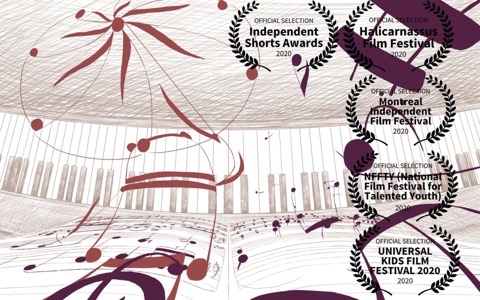 OFFICIAL SELECTION
Independent
Shorts Awards
2020
OFFICIAL SELECTION
Halicarnassus
Film Festival
2020
OFFICIAL SELECTION
Montreal
Independent
Film Festival
2020
OFFICIAL SELECTION
NFFTY (National
Film Festival for
Talented Youth)
2020
OFFICIAL SELECTION
UNIVERSAL
KIDS FILM
FESTIVAL 2020
2020